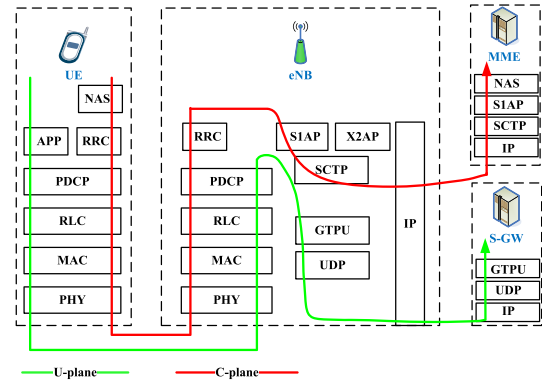 UE
NAS
APP
RRC
PDCP
RLC
MAC
PHY
eNB
RRC
S1AP
X2AP
SCTP
PDCP
RLC
GTPU
MAC
UDP
PHY
IP
MME
NAS
S1AP
SCTP
IP
S-GW
GTPU
UDP
IP
U-plane
C-plane